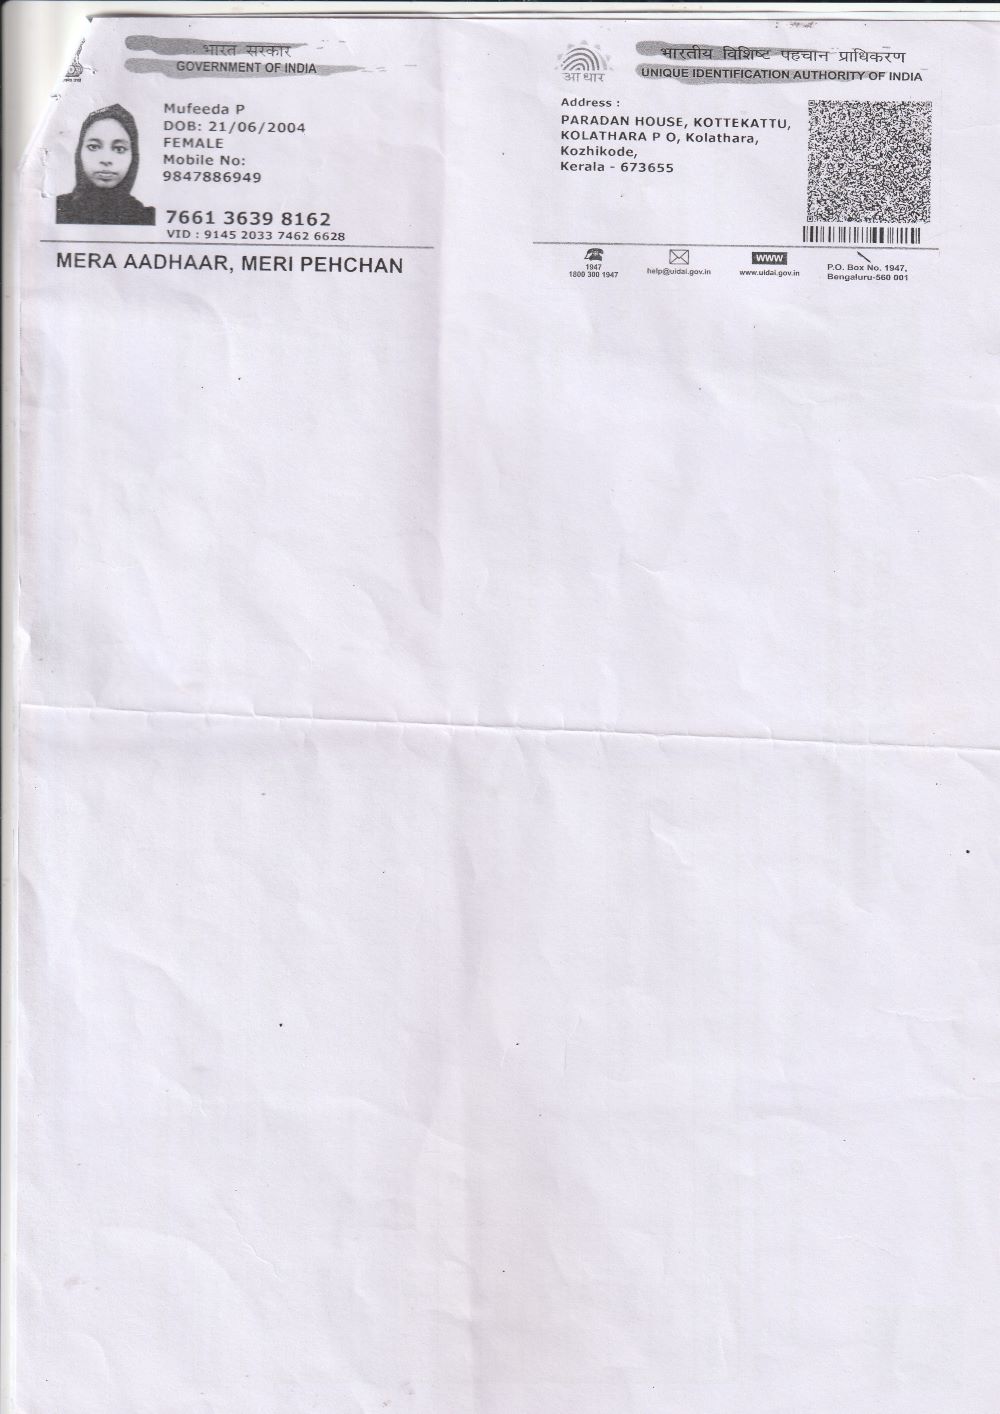 भारत सरकार
GOVERNMENT OF INDIA
Mufeeda P
DOB: 21/06/2004
FEMALE
Mobile No:
9847886949
7661 3639 8162
VID : 9145 2033 7462 6628
MERA AADHAAR, MERI PEHCHAN
आधार
भारतीय विशिष्ट पहचान प्राधिकरण
UNIQUE IDENTIFICATION AUTHORITY OF INDIA
Address :
PARADAN HOUSE, KOTTEKATTU,
KOLATHARA P O, Kolathara,
Kozhikode,
Kerala - 673655
1947
1800 300 1947
help@uidai.gov.in
WWW
www.uidai.gov.in
P.O. Box No. 1947,
Bengaluru-560 001